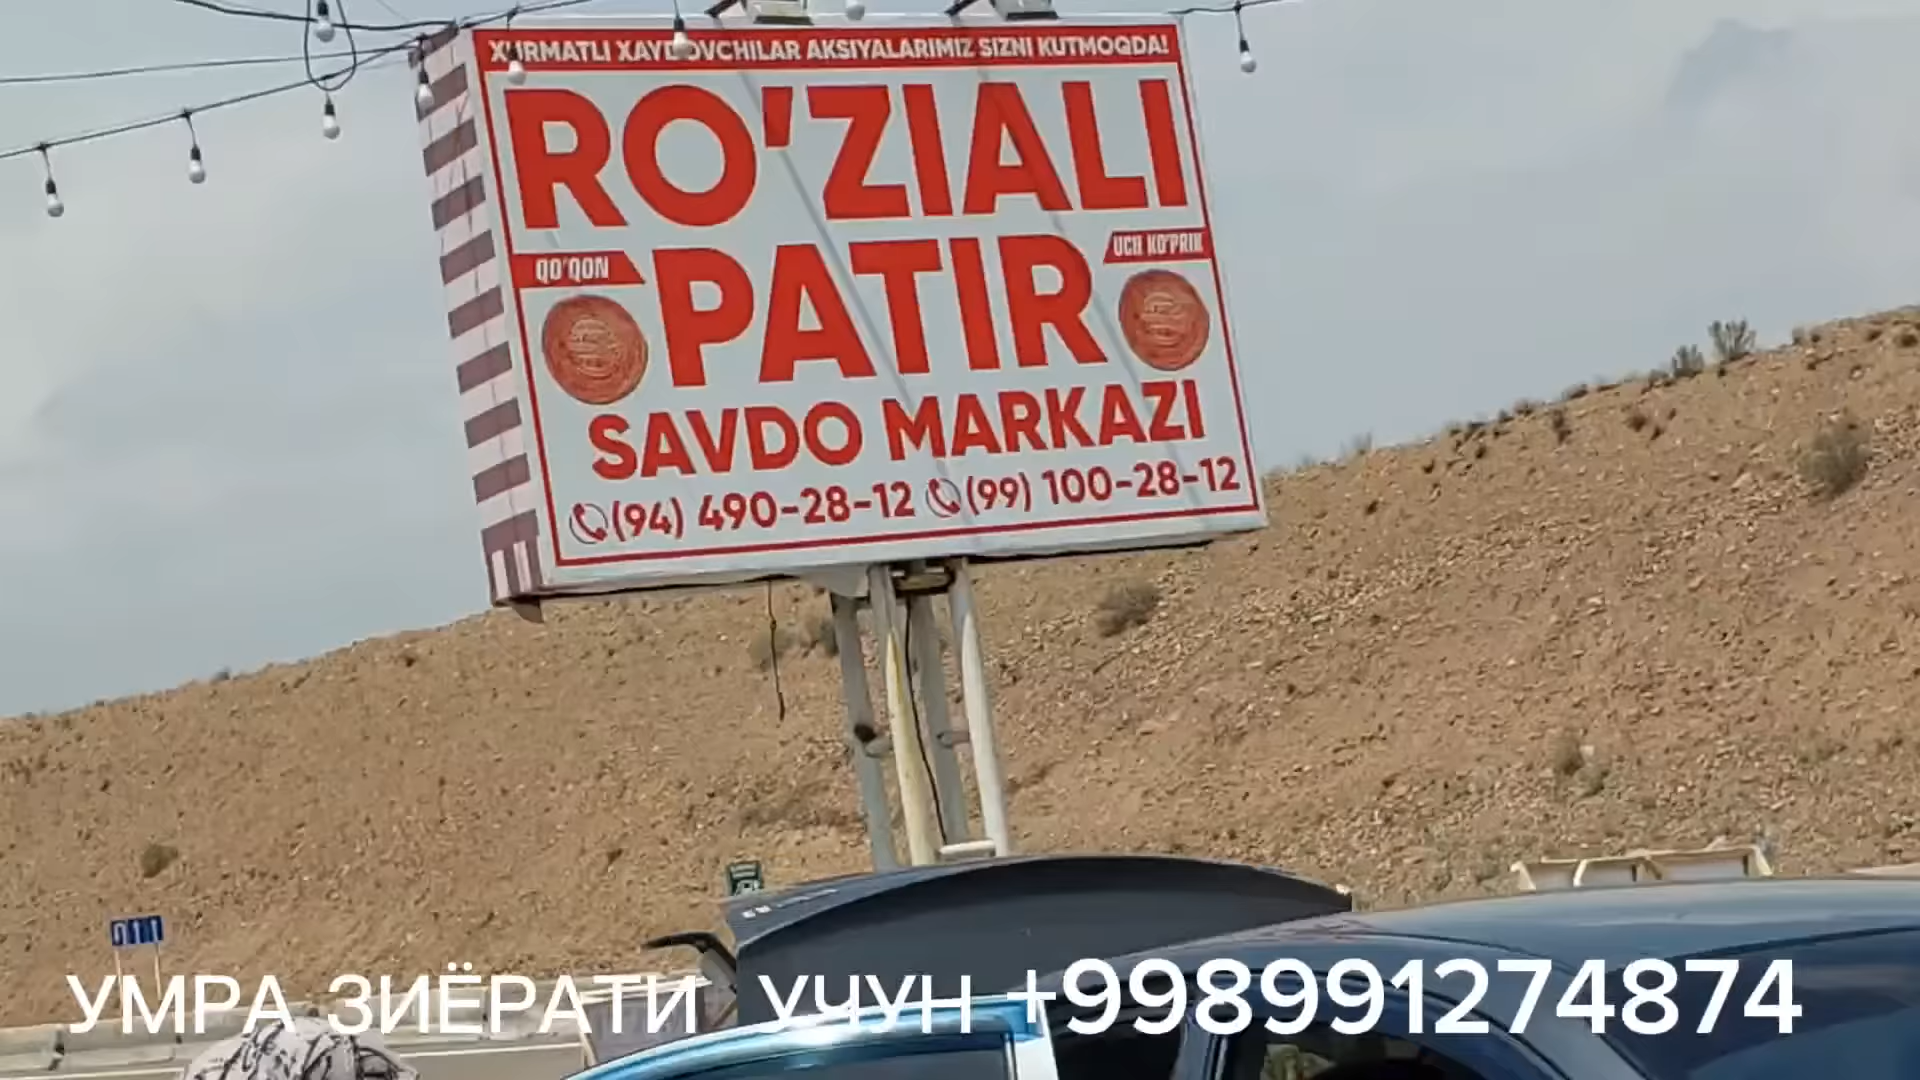 XURMATLI XAYDOVCHILAR AKSIYALARIMIZ SIZNI KUTMOQDA!
RO'ZIALI
QO'QON
PATIR
UCH KO'PRIK
SAVDO MARKAZI
(94) 490-28-12 (99) 100-28-12
УМРА ЗИЁРАТИ УЧУН +998991274874